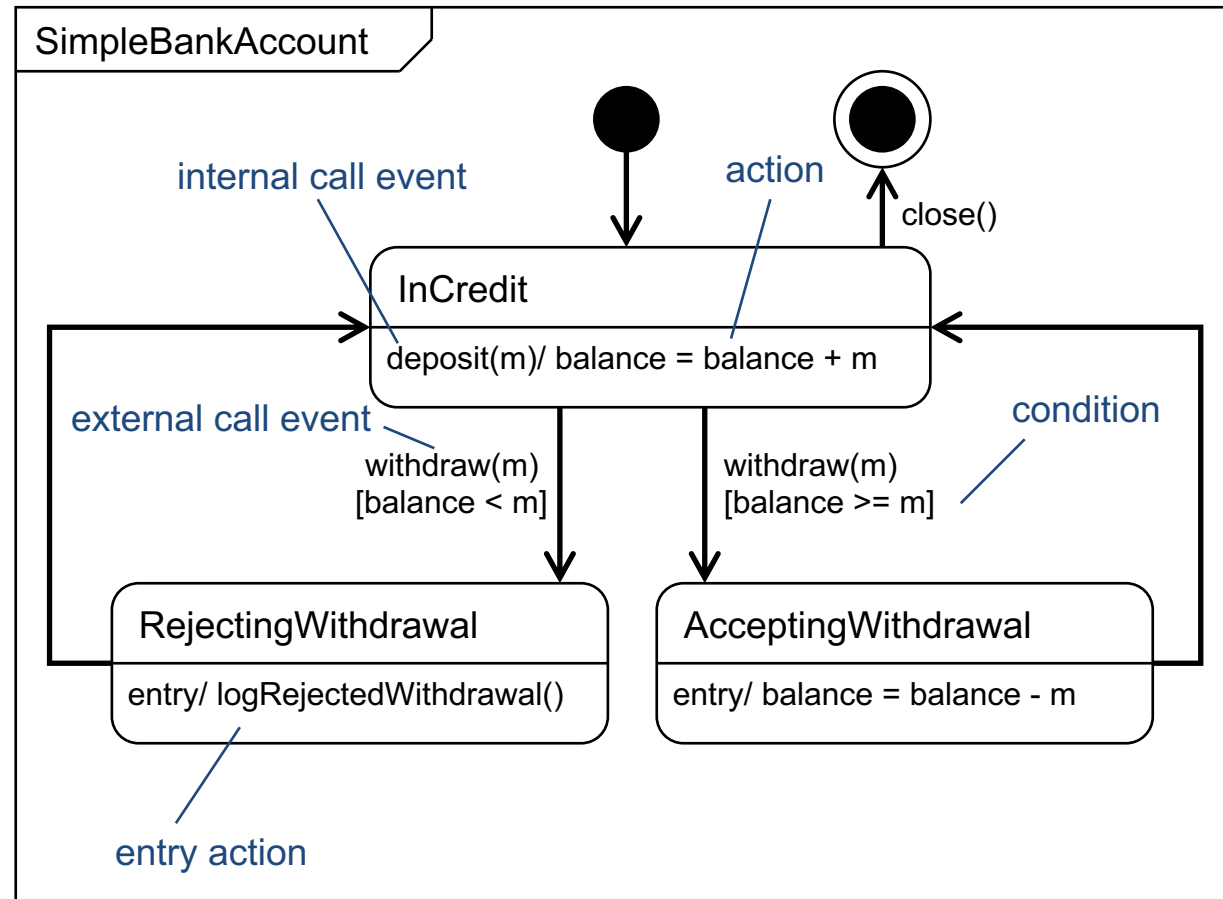 SimpleBankAccount
internal call event
action
close()
InCredit
deposit(m)/ balance = balance + m
external call event
condition
withdraw(m)
[balance < m]
withdraw(m)
[balance >= m]
RejectingWithdrawal
entry/ logRejectedWithdrawal()
AcceptingWithdrawal
entry/ balance = balance - m
entry action